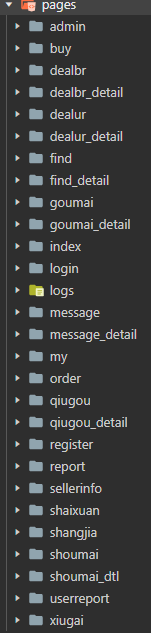 pages
admin
buy
dealbr
dealbr_detail
dealur
dealur_detail
find
find_detail
goumai
goumai_detail
index
login
logs
message
message_detail
my
order
qiugou
qiugou_detail
register
report
sellerinfo
shaixuan
shangjia
shoumai
shoumai_dtl
userreport
xiugai